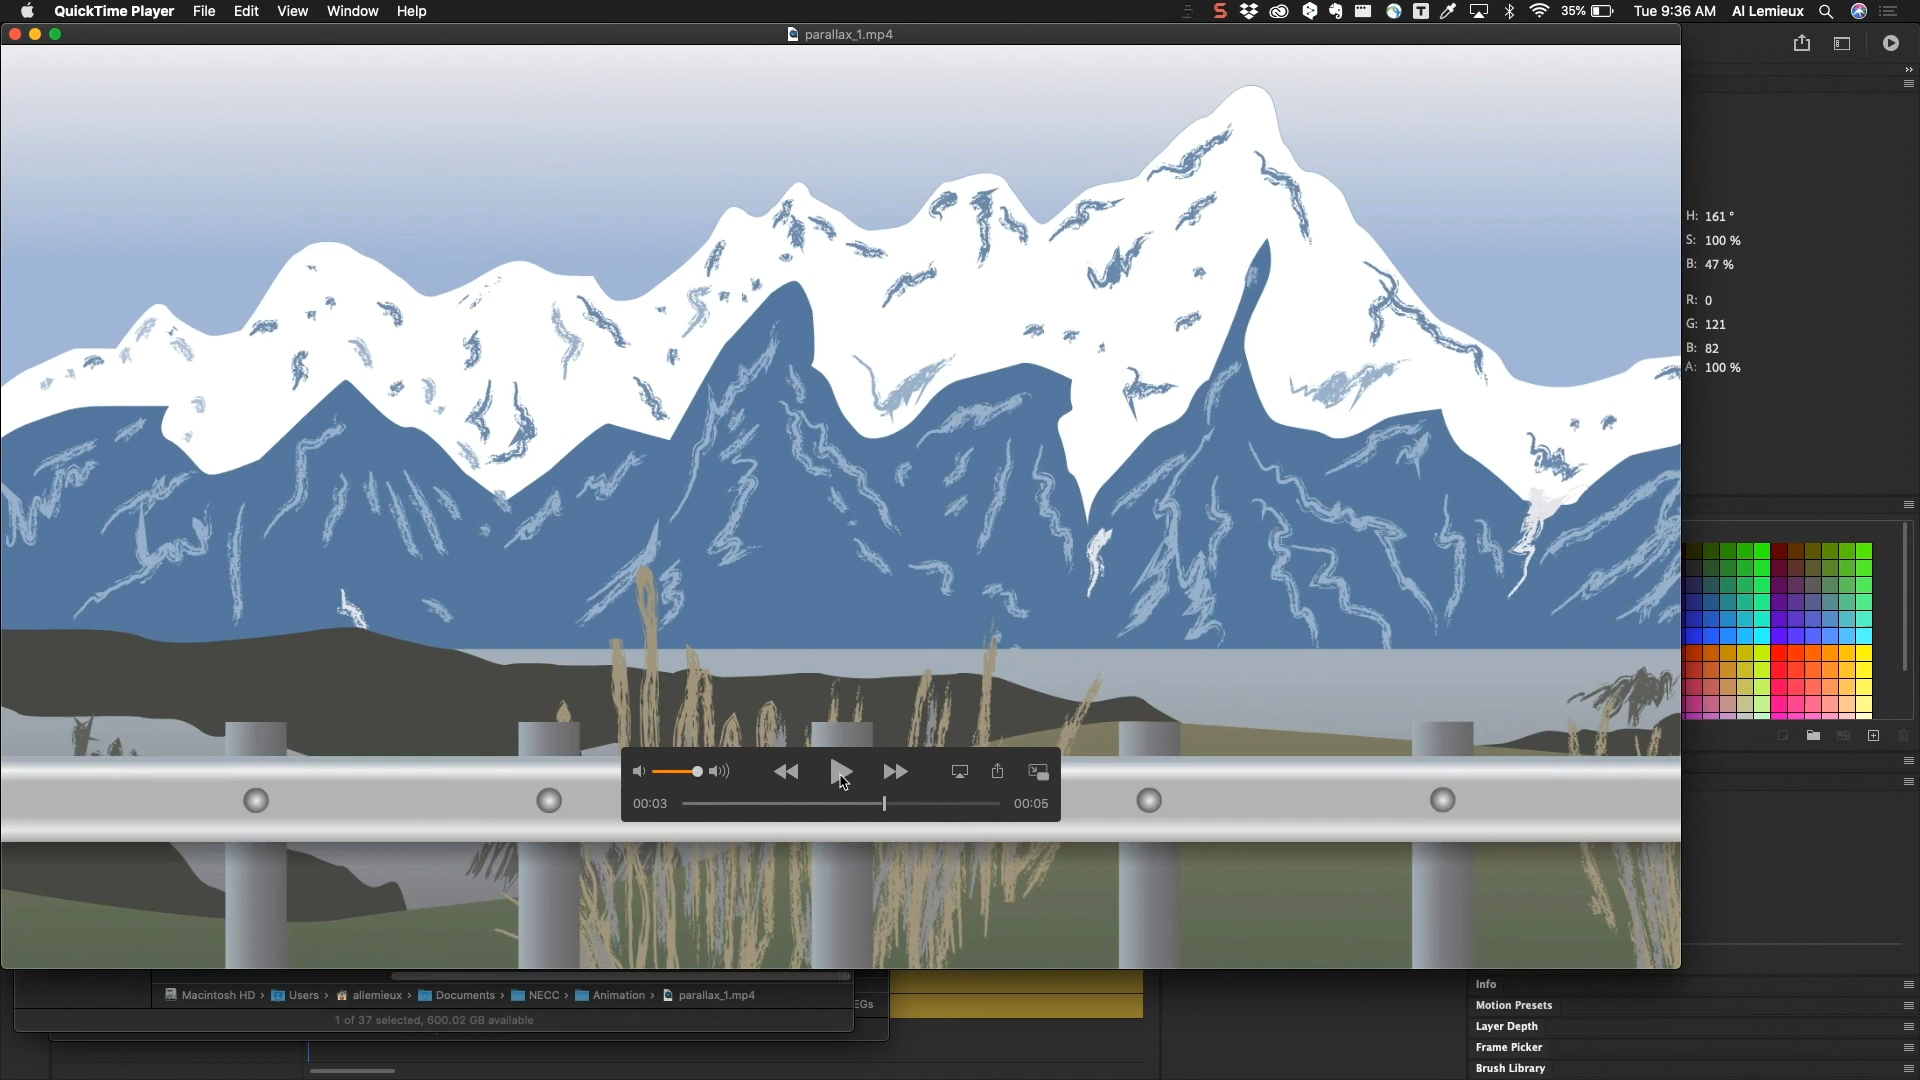 QuickTime Player File Edit View Window Help
35% Tue 9:36 AM Al Lemieux
parallax_1.mp4
H: 161 °
S: 100 %
B: 47 %
R: 0
G: 121
B: 82
A: 100 %
00:03 00:05
Macintosh HD › Users › allemieux › Documents › NECC › Animation › parallax_1.mp4
EGs
1 of 37 selected, 600.02 GB available
Info
Motion Presets
Layer Depth
Frame Picker
Brush Library